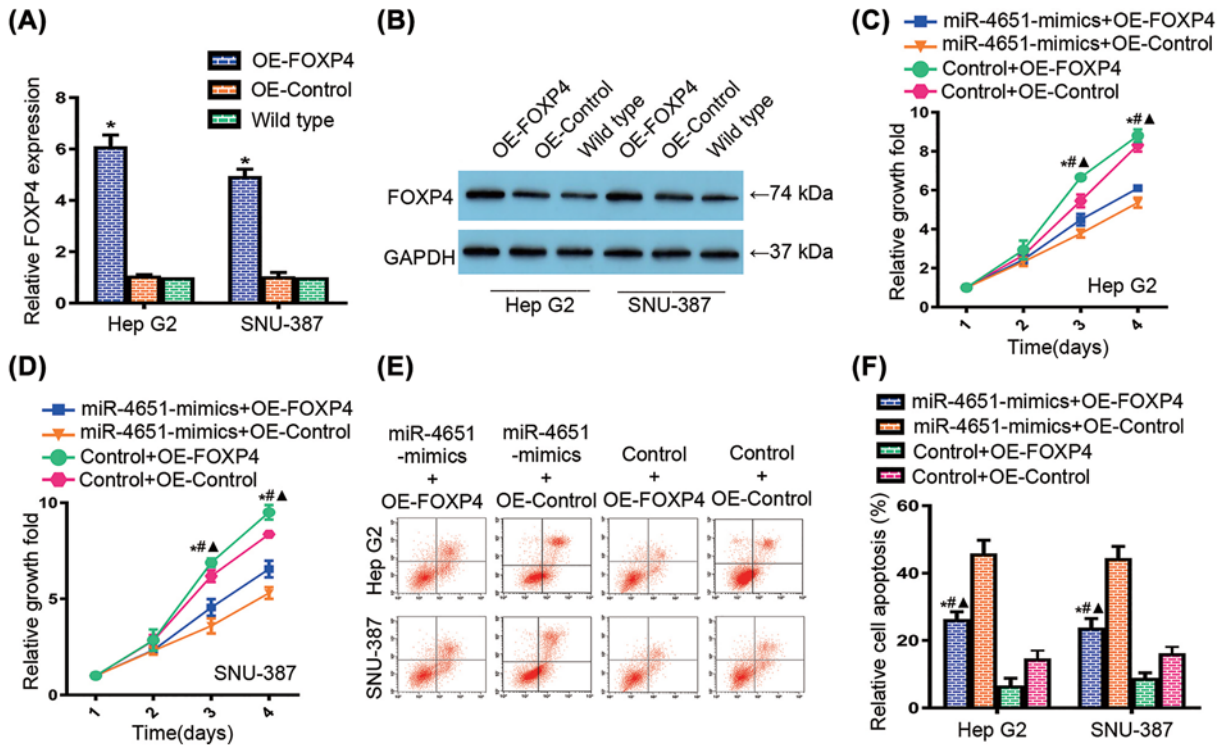 (A)
OE-FOXP4
OE-Control
Wild type
Relative FOXP4 expression
8
6
4
2
0
*
*
Hep G2
SNU-387
(B)
OE-FOXP4
OE-Control
Wild type
OE-FOXP4
OE-Control
Wild type
FOXP4
←74 kDa
GAPDH
←37 kDa
Hep G2
SNU-387
(C)
miR-4651-mimics+OE-FOXP4
miR-4651-mimics+OE-Control
Control+OE-FOXP4
Control+OE-Control
Relative growth fold
10
8
6
4
2
0
*#▲
*#▲
Hep G2
1
2
3
4
Time(days)
(D)
miR-4651-mimics+OE-FOXP4
miR-4651-mimics+OE-Control
Control+OE-FOXP4
Control+OE-Control
Relative growth fold
10
5
0
*#▲
*#▲
SNU-387
1
2
3
4
Time(days)
(E)
miR-4651
-mimics
+
OE-FOXP4
miR-4651
-mimics
+
OE-Control
Control
+
OE-FOXP4
Control
+
OE-Control
Hep G2
SNU-387
(F)
miR-4651-mimics+OE-FOXP4
miR-4651-mimics+OE-Control
Control+OE-FOXP4
Control+OE-Control
Relative cell apoptosis (%)
60
40
20
0
*#▲
*#▲
Hep G2
SNU-387